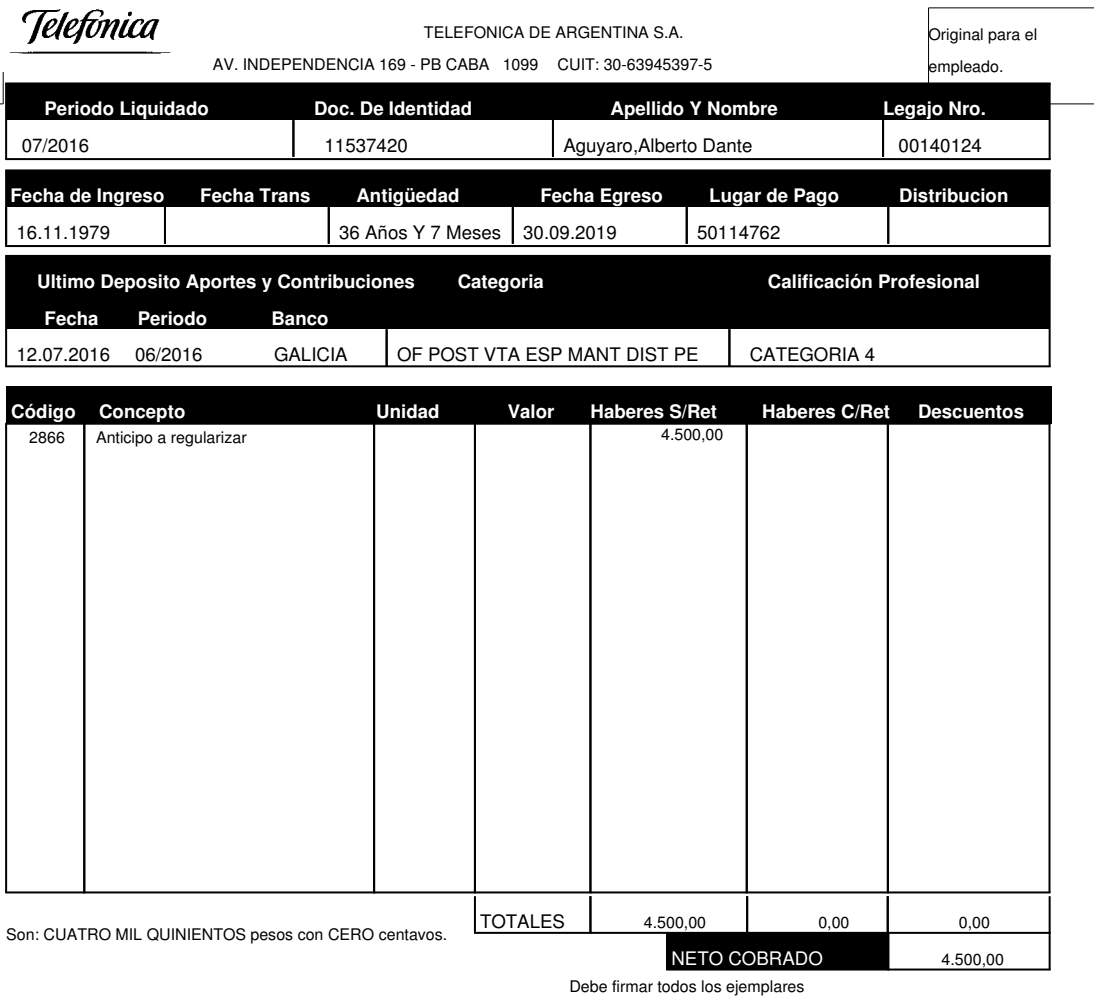 Telefonica
TELEFONICA DE ARGENTINA S.A.
Original para el
AV. INDEPENDENCIA 169 - PB CABA 1099 CUIT: 30-63945397-5
empleado.
Periodo Liquidado Doc. De Identidad Apellido Y Nombre Legajo Nro.
07/2016 11537420 Aguyaro,Alberto Dante 00140124
Fecha de Ingreso Fecha Trans Antigüedad Fecha Egreso Lugar de Pago Distribucion
16.11.1979 36 Años Y 7 Meses 30.09.2019 50114762
Ultimo Deposito Aportes y Contribuciones Categoria Calificación Profesional
Fecha Periodo Banco
12.07.2016 06/2016 GALICIA OF POST VTA ESP MANT DIST PE CATEGORIA 4
Código Concepto Unidad Valor Haberes S/Ret Haberes C/Ret Descuentos
2866 Anticipo a regularizar 4.500,00
TOTALES 4.500,00 0,00 0,00
Son: CUATRO MIL QUINIENTOS pesos con CERO centavos.
NETO COBRADO 4.500,00
Debe firmar todos los ejemplares